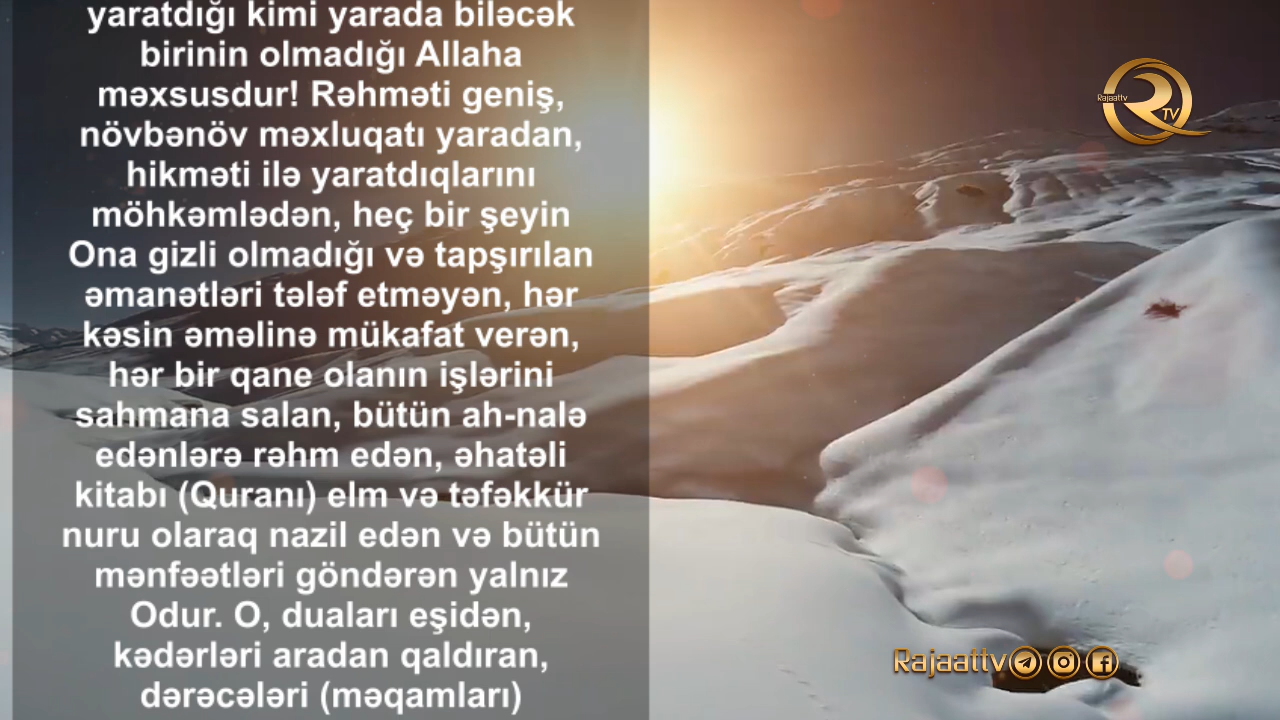 yaratdığı kimi yarada biləcək
birinin olmadığı Allaha
məxsusdur! Rəhməti geniş,
növbənöv məxluqatı yaradan,
hikməti ilə yaratdıqlarını
möhkəmlədən, heç bir şeyin
Ona gizli olmadığı və tapşırılan
əmanətləri tələf etməyən, hər
kəsin əməlinə mükafat verən,
hər bir qane olanın işlərini
sahmana salan, bütün ah-nalə
edənlərə rəhm edən, əhatəli
kitabı (Quranı) elm və təfəkkür
nuru olaraq nazil edən və bütün
mənfəətləri göndərən yalnız
Odur. O, duaları eşidən,
kədərləri aradan qaldıran,
dərəcələri (məqamları)
Rajaattv
TV
Rajaattv